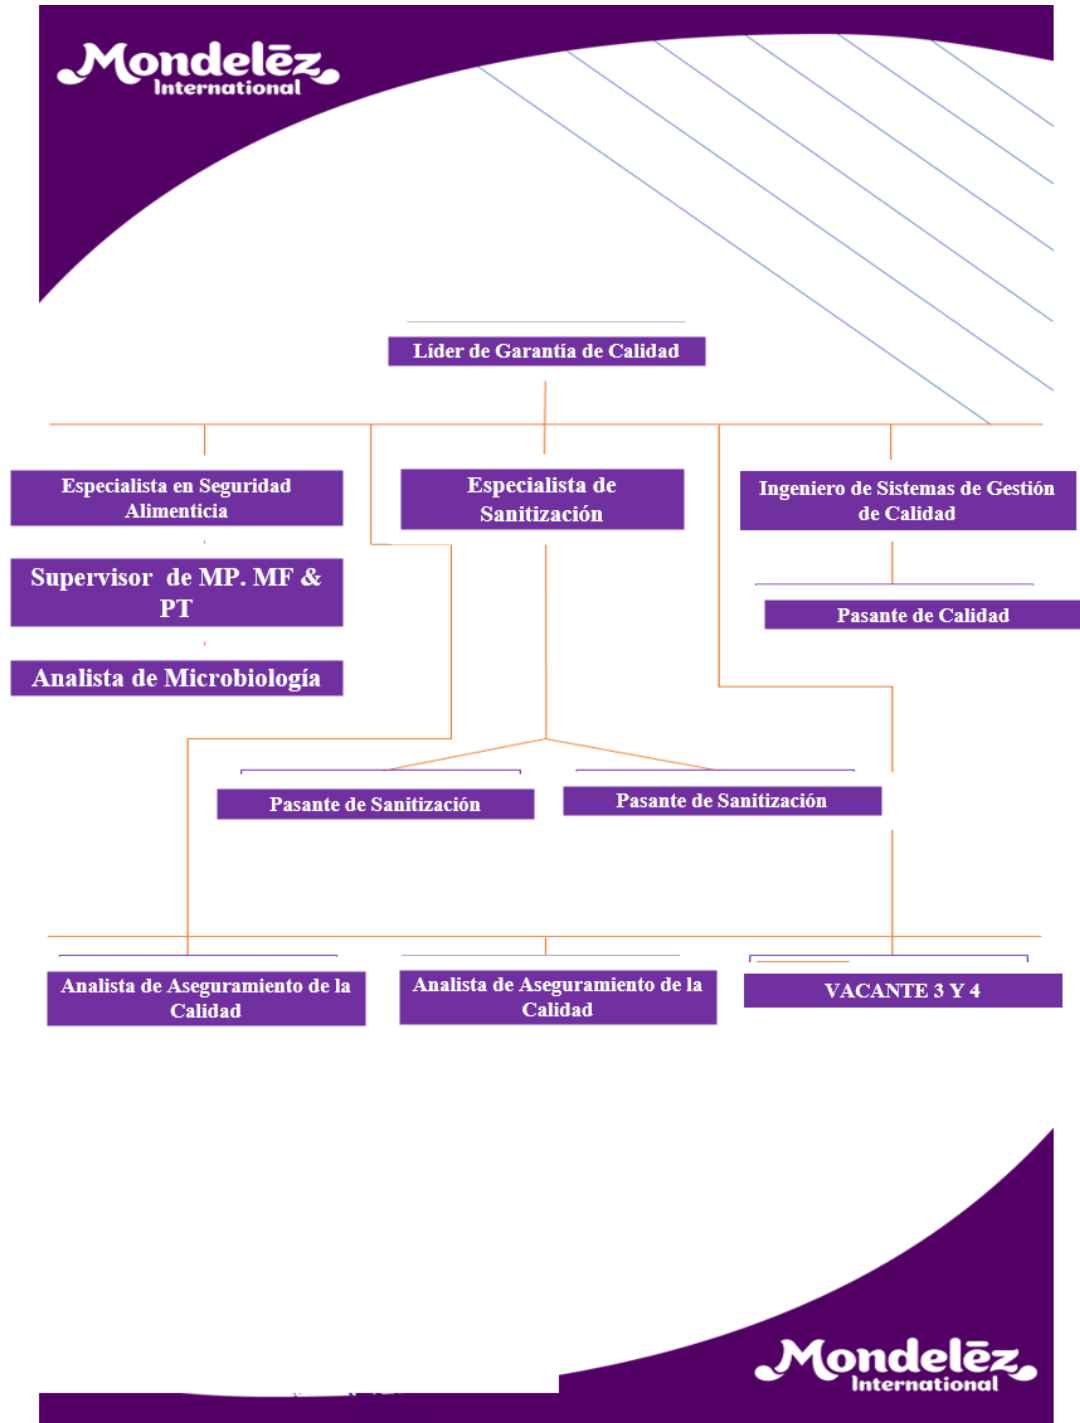 Mondelēz
International
Líder de Garantía de Calidad
Especialista en Seguridad
Alimenticia
Especialista de
Sanitización
Ingeniero de Sistemas de Gestión
de Calidad
Supervisor de MP. MF &
PT
Pasante de Calidad
Analista de Microbiología
Pasante de Sanitización
Pasante de Sanitización
Analista de Aseguramiento de la
Calidad
Analista de Aseguramiento de la
Calidad
VACANTE 3 Y 4
Mondelēz
International